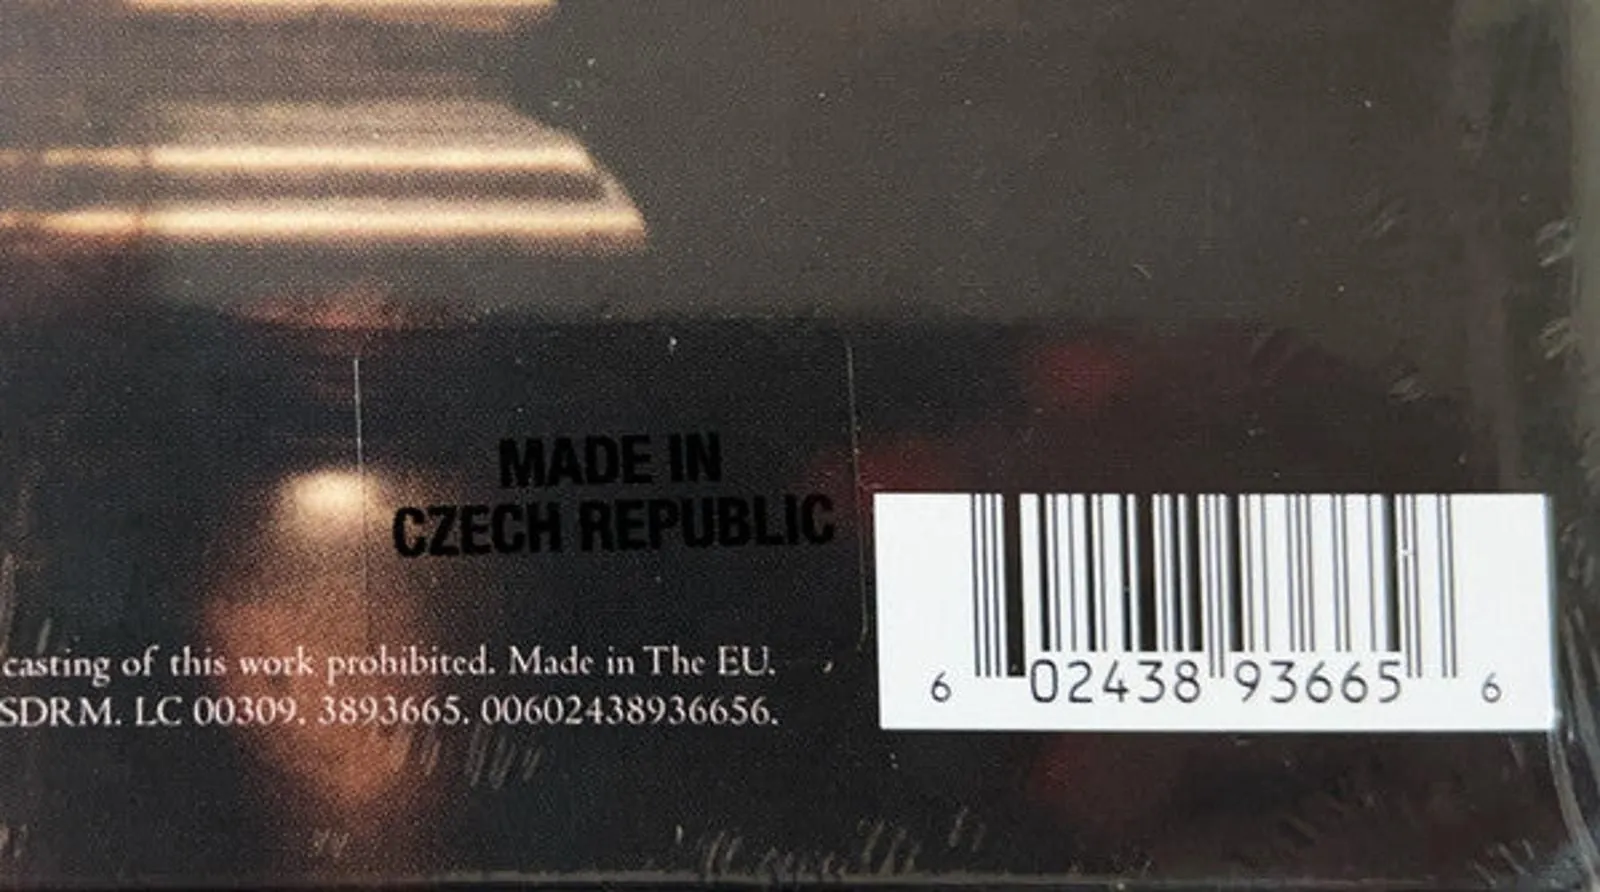 MADE IN
CZECH REPUBLIC
casting of this work prohibited. Made in The EU.
SDRM. LC 00309. 3893665. 00602438936656.
6 02438 93665 6